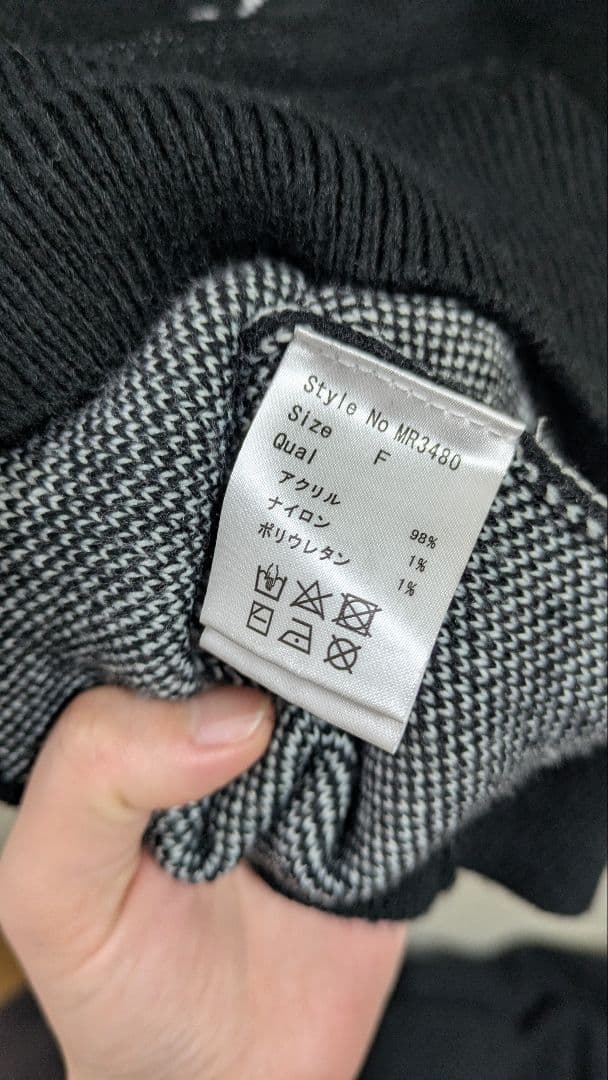 Style No MR3480
Size F
Qual
アクリル 98%
ナイロン 1%
ポリウレタン 1%